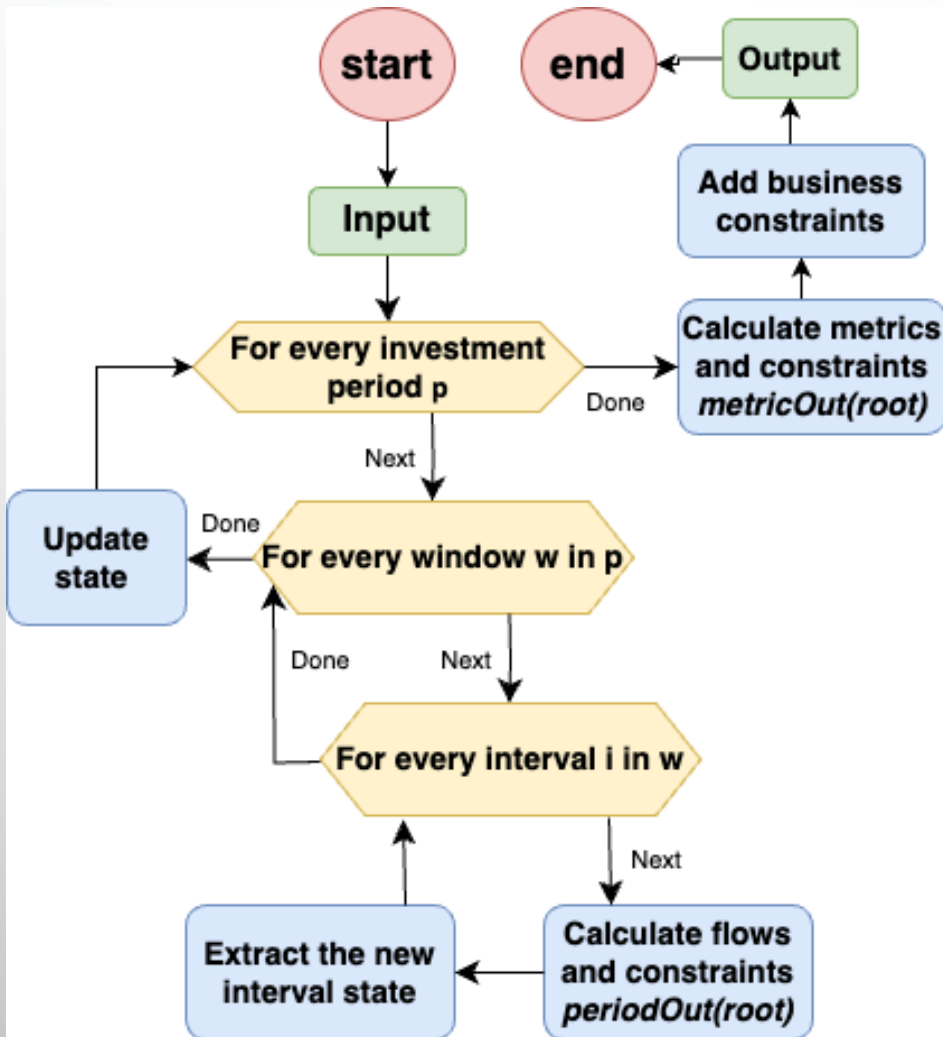 start
end
Output
Input
Add business
constraints
For every investment
period p
Done
Calculate metrics
and constraints
metricOut(root)
Next
Update
state
Done
For every window w in p
Done
Next
For every interval i in w
Next
Extract the new
interval state
Calculate flows
and constraints
periodOut(root)